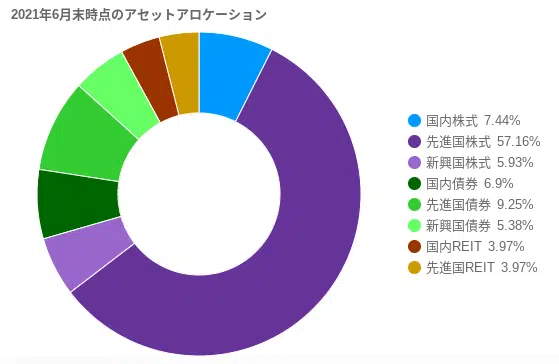 2021年6月末時点のアセットアロケーション
国内株式 7.44%
先進国株式 57.16%
新興国株式 5.93%
国内債券 6.9%
先進国債券 9.25%
新興国債券 5.38%
国内REIT 3.97%
先進国REIT 3.97%